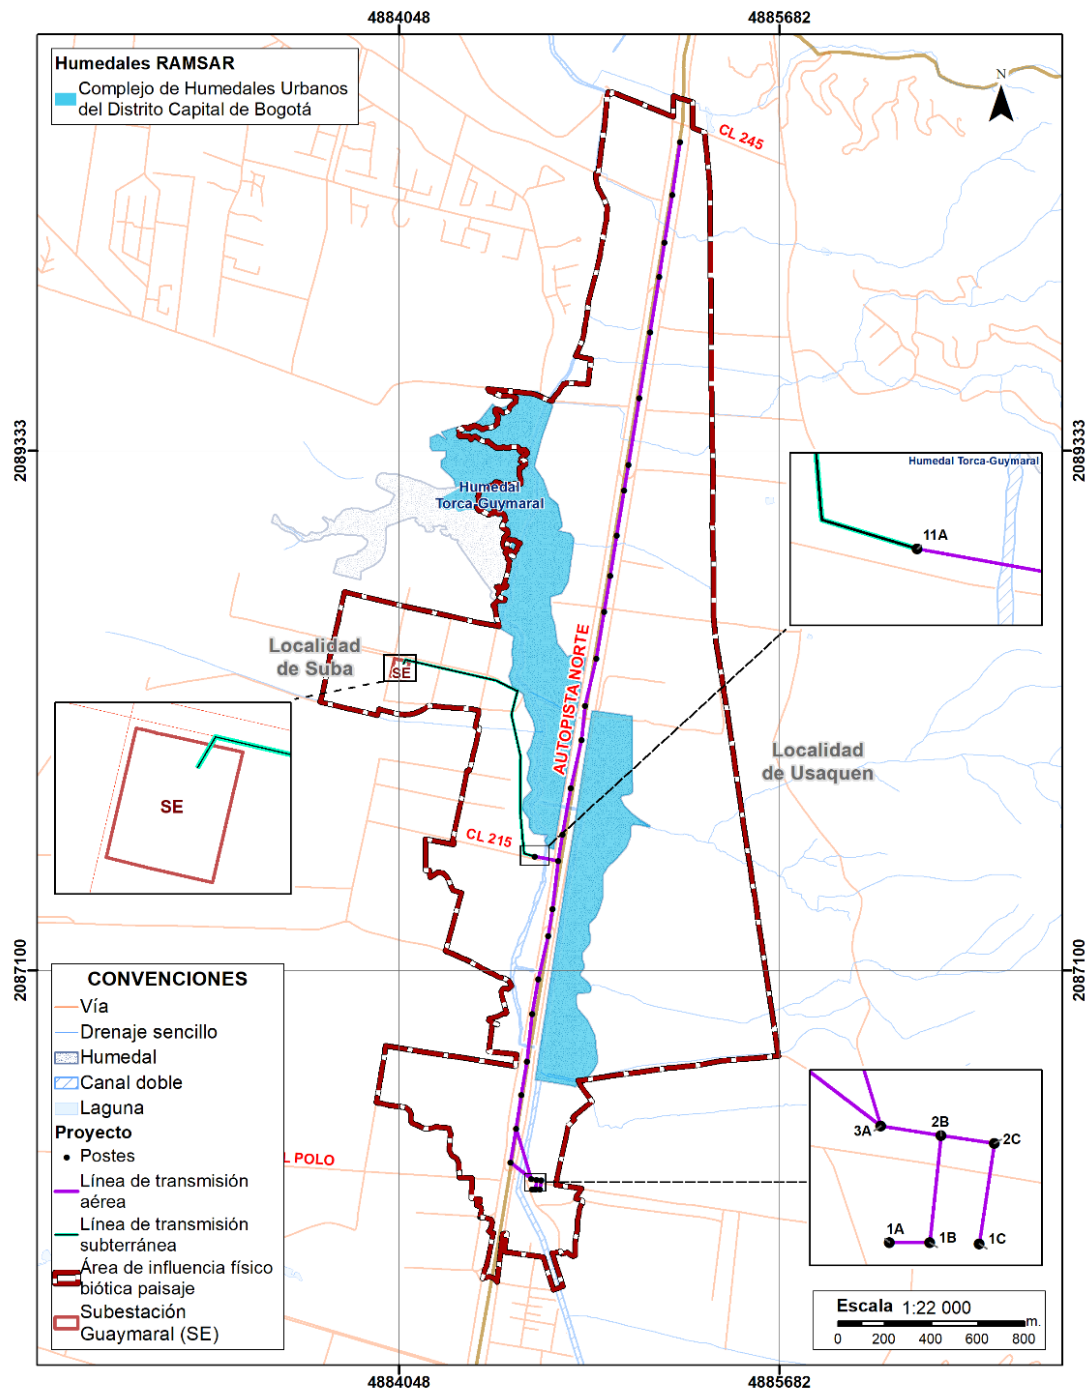 4884048
4885682
Humedales RAMSAR
Complejo de Humedales Urbanos
del Distrito Capital de Bogotá
N
CL 245
2089333
2089333
Humedal Torca-Guymaral
11A
Humedal
Torca-Guymaral
AUTOPISTA NORTE
Localidad
de Suba
SE
Localidad
de Usaquen
SE
CL 215
2087100
2087100
CONVENCIONES
Vía
Drenaje sencillo
Humedal
Canal doble
Laguna
Proyecto
Postes
Línea de transmisión
aérea
Línea de transmisión
subterránea
Área de influencia físico
biótica paisaje
Subestación
Guaymaral (SE)
L POLO
3A
2B
2C
1A
1B
1C
Escala 1:22 000
m.
0 200 400 600 800
4884048
4885682